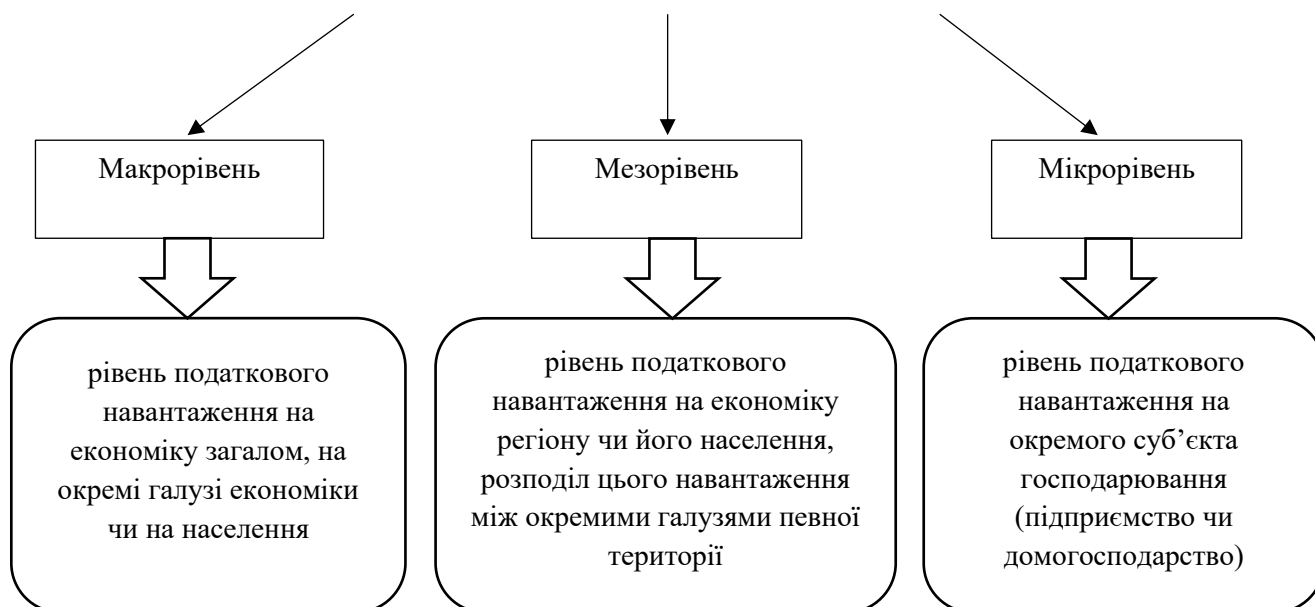 Макрорівень
Мезорівень
Мікрорівень
рівень податкового
навантаження на
економіку загалом, на
окремі галузі економіки
чи на населення
рівень податкового
навантаження на економіку
регіону чи його населення,
розподіл цього навантаження
між окремими галузями певної
території
рівень податкового
навантаження на
окремого суб’єкта
господарювання
(підприємство чи
домогосподарство)